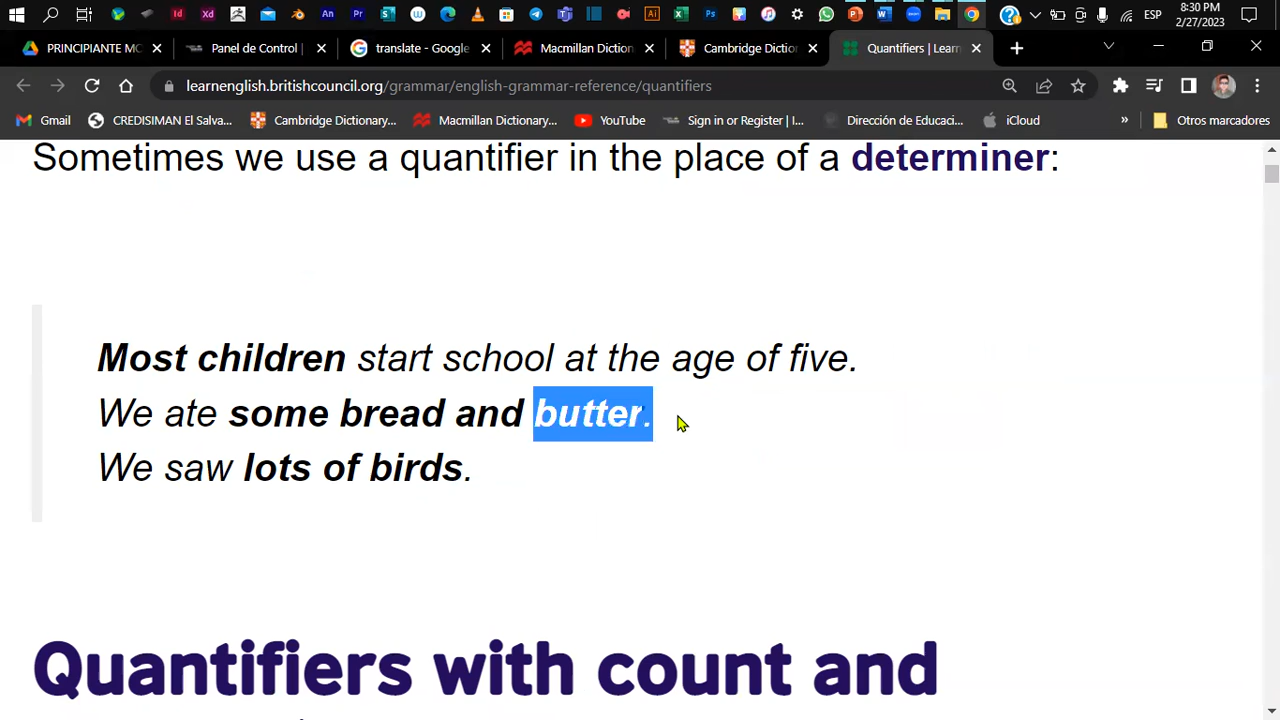 ESP
8:30 PM
2/27/2023
PRINCIPIANTE MC
Panel de Control
translate - Google
Macmillan Diction
Cambridge Dictio
Quantifiers | Learn
learnenglish.britishcouncil.org/grammar/english-grammar-reference/quantifiers
Gmail
CREDISIMAN El Salva...
Cambridge Dictionary...
Macmillan Dictionary...
YouTube
Sign in or Register | I...
Dirección de Educaci...
iCloud
»
Otros marcadores
Sometimes we use a quantifier in the place of a determiner:
Most children start school at the age of five.
We ate some bread and butter.
We saw lots of birds.
Quantifiers with count and